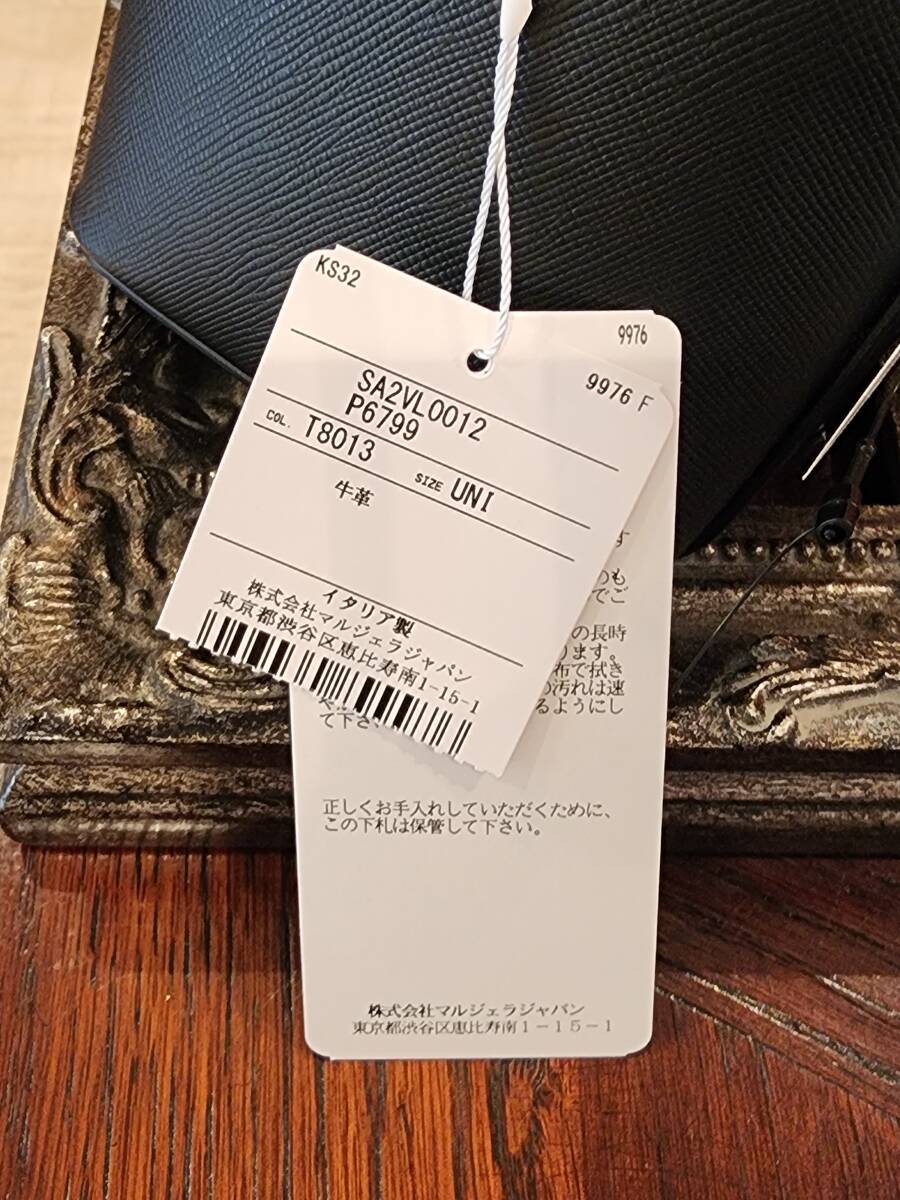 KS32
9976
9976 F
SA2VL0012
P6799
COL. T8013 SIZE UNI
牛革
イタリア製
株式会社マルジェラジャパン
東京都渋谷区恵比寿南1-15-1
す
のも
でご
の長時
ります。
布で拭き
の汚れは速
るようにし
て下さい
正しくお手入れしていただくために、
この下札は保管して下さい。
株式会社マルジェラジャパン
東京都渋谷区恵比寿南1-15-1